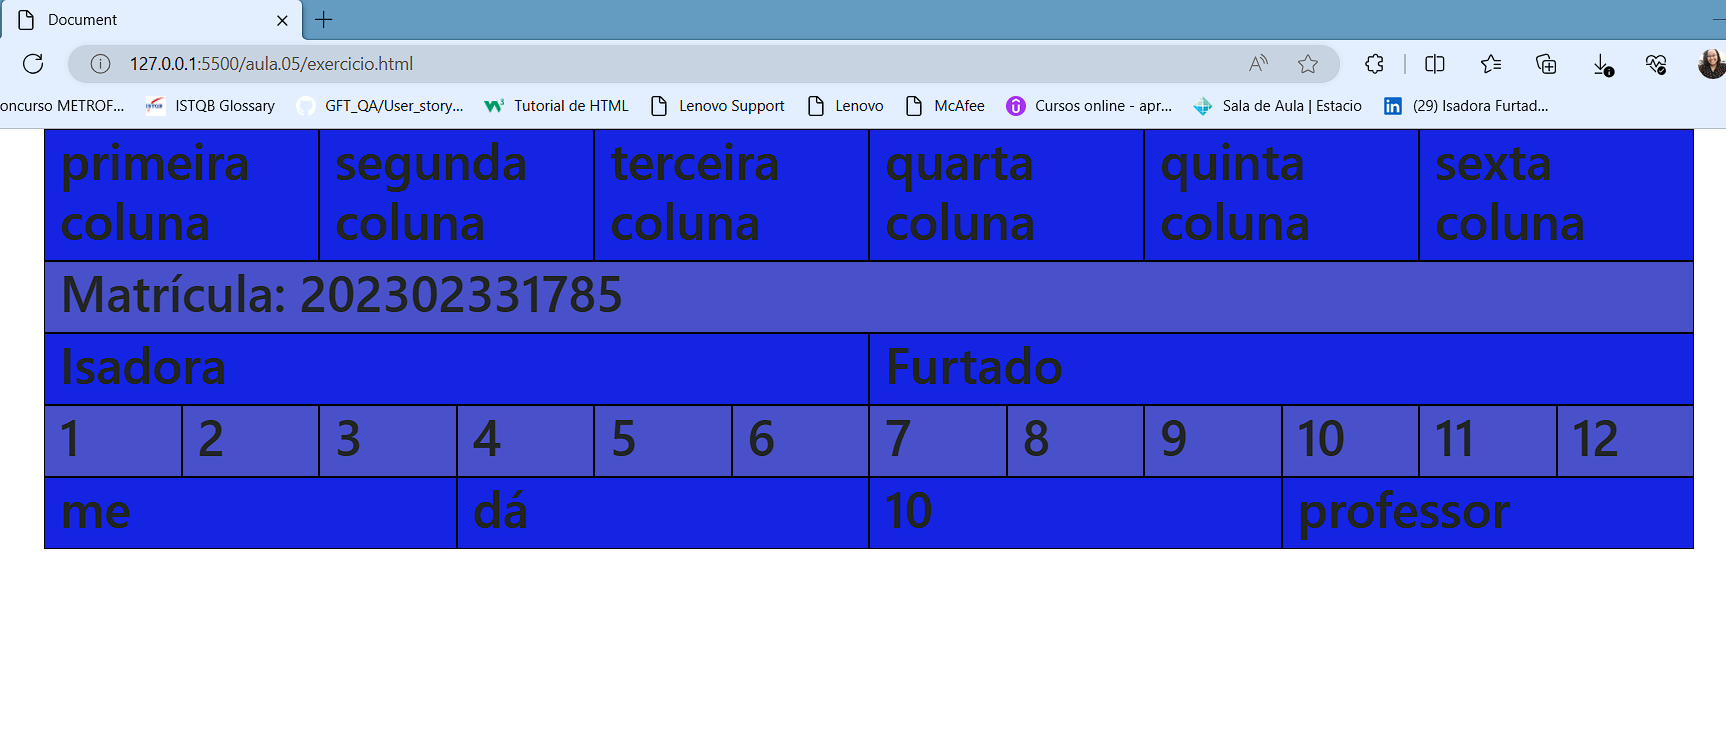 Document
127.0.0.1:5500/aula.05/exercicio.html
oncurso METROF... ISTQB Glossary GFT_QA/User_story... Tutorial de HTML Lenovo Support Lenovo McAfee Cursos online - apr... Sala de Aula | Estacio (29) Isadora Furtad...
primeira coluna
segunda coluna
terceira coluna
quarta coluna
quinta coluna
sexta coluna
Matrícula: 202302331785
Isadora Furtado
1 2 3 4 5 6 7 8 9 10 11 12
me dá 10 professor